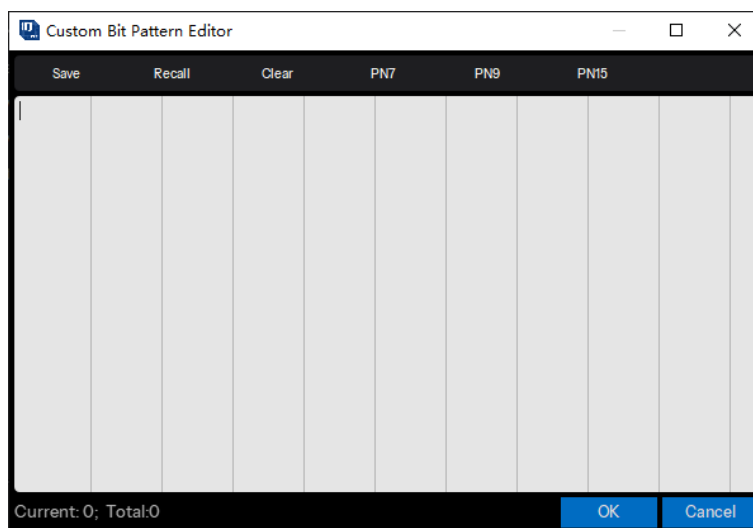 Custom Bit Pattern Editor
Save Recall Clear PN7 PN9 PN15
Current: 0; Total:0 OK Cancel